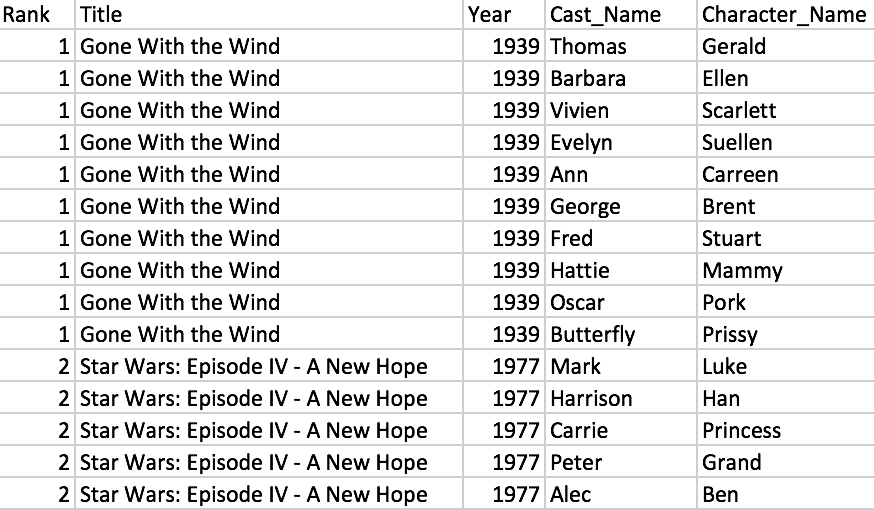 Rank Title Year Cast_Name Character_Name
1 Gone With the Wind 1939 Thomas Gerald
1 Gone With the Wind 1939 Barbara Ellen
1 Gone With the Wind 1939 Vivien Scarlett
1 Gone With the Wind 1939 Evelyn Suellen
1 Gone With the Wind 1939 Ann Carreen
1 Gone With the Wind 1939 George Brent
1 Gone With the Wind 1939 Fred Stuart
1 Gone With the Wind 1939 Hattie Mammy
1 Gone With the Wind 1939 Oscar Pork
1 Gone With the Wind 1939 Butterfly Prissy
2 Star Wars: Episode IV - A New Hope 1977 Mark Luke
2 Star Wars: Episode IV - A New Hope 1977 Harrison Han
2 Star Wars: Episode IV - A New Hope 1977 Carrie Princess
2 Star Wars: Episode IV - A New Hope 1977 Peter Grand
2 Star Wars: Episode IV - A New Hope 1977 Alec Ben